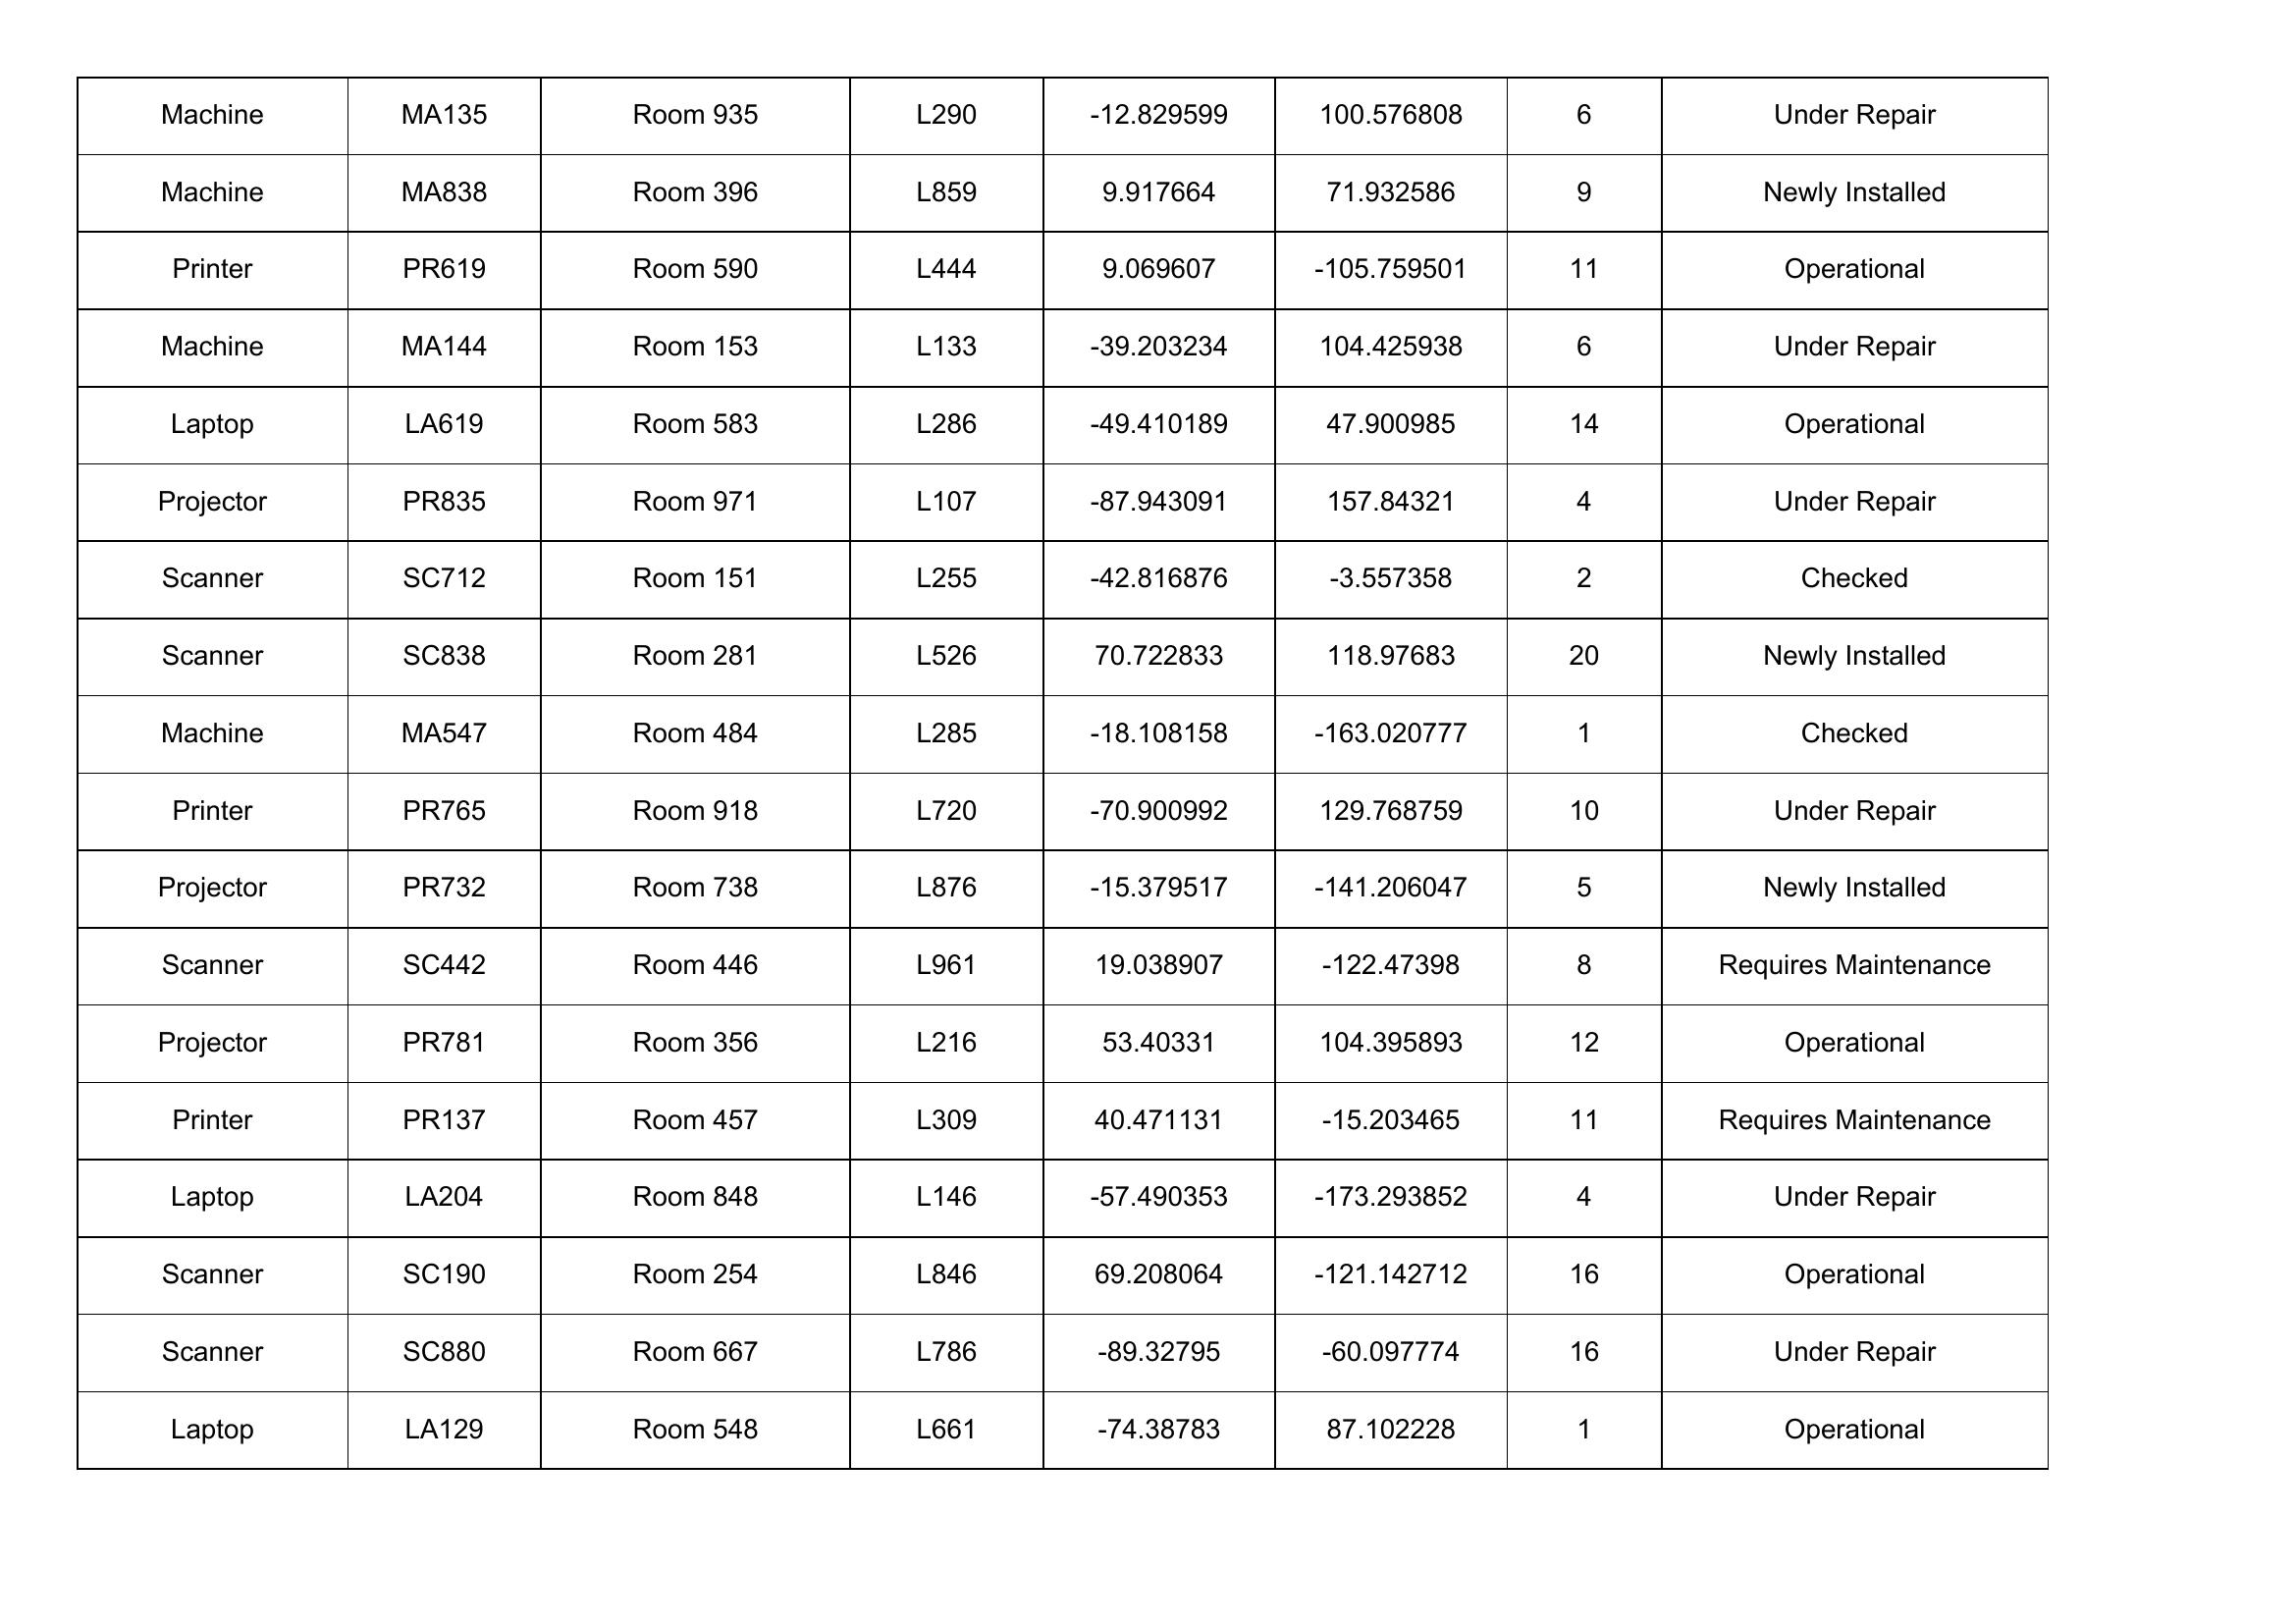 Machine MA135 Room 935 L290 -12.829599 100.576808 6 Under Repair
Machine MA838 Room 396 L859 9.917664 71.932586 9 Newly Installed
Printer PR619 Room 590 L444 9.069607 -105.759501 11 Operational
Machine MA144 Room 153 L133 -39.203234 104.425938 6 Under Repair
Laptop LA619 Room 583 L286 -49.410189 47.900985 14 Operational
Projector PR835 Room 971 L107 -87.943091 157.84321 4 Under Repair
Scanner SC712 Room 151 L255 -42.816876 -3.557358 2 Checked
Scanner SC838 Room 281 L526 70.722833 118.97683 20 Newly Installed
Machine MA547 Room 484 L285 -18.108158 -163.020777 1 Checked
Printer PR765 Room 918 L720 -70.900992 129.768759 10 Under Repair
Projector PR732 Room 738 L876 -15.379517 -141.206047 5 Newly Installed
Scanner SC442 Room 446 L961 19.038907 -122.47398 8 Requires Maintenance
Projector PR781 Room 356 L216 53.40331 104.395893 12 Operational
Printer PR137 Room 457 L309 40.471131 -15.203465 11 Requires Maintenance
Laptop LA204 Room 848 L146 -57.490353 -173.293852 4 Under Repair
Scanner SC190 Room 254 L846 69.208064 -121.142712 16 Operational
Scanner SC880 Room 667 L786 -89.32795 -60.097774 16 Under Repair
Laptop LA129 Room 548 L661 -74.38783 87.102228 1 Operational